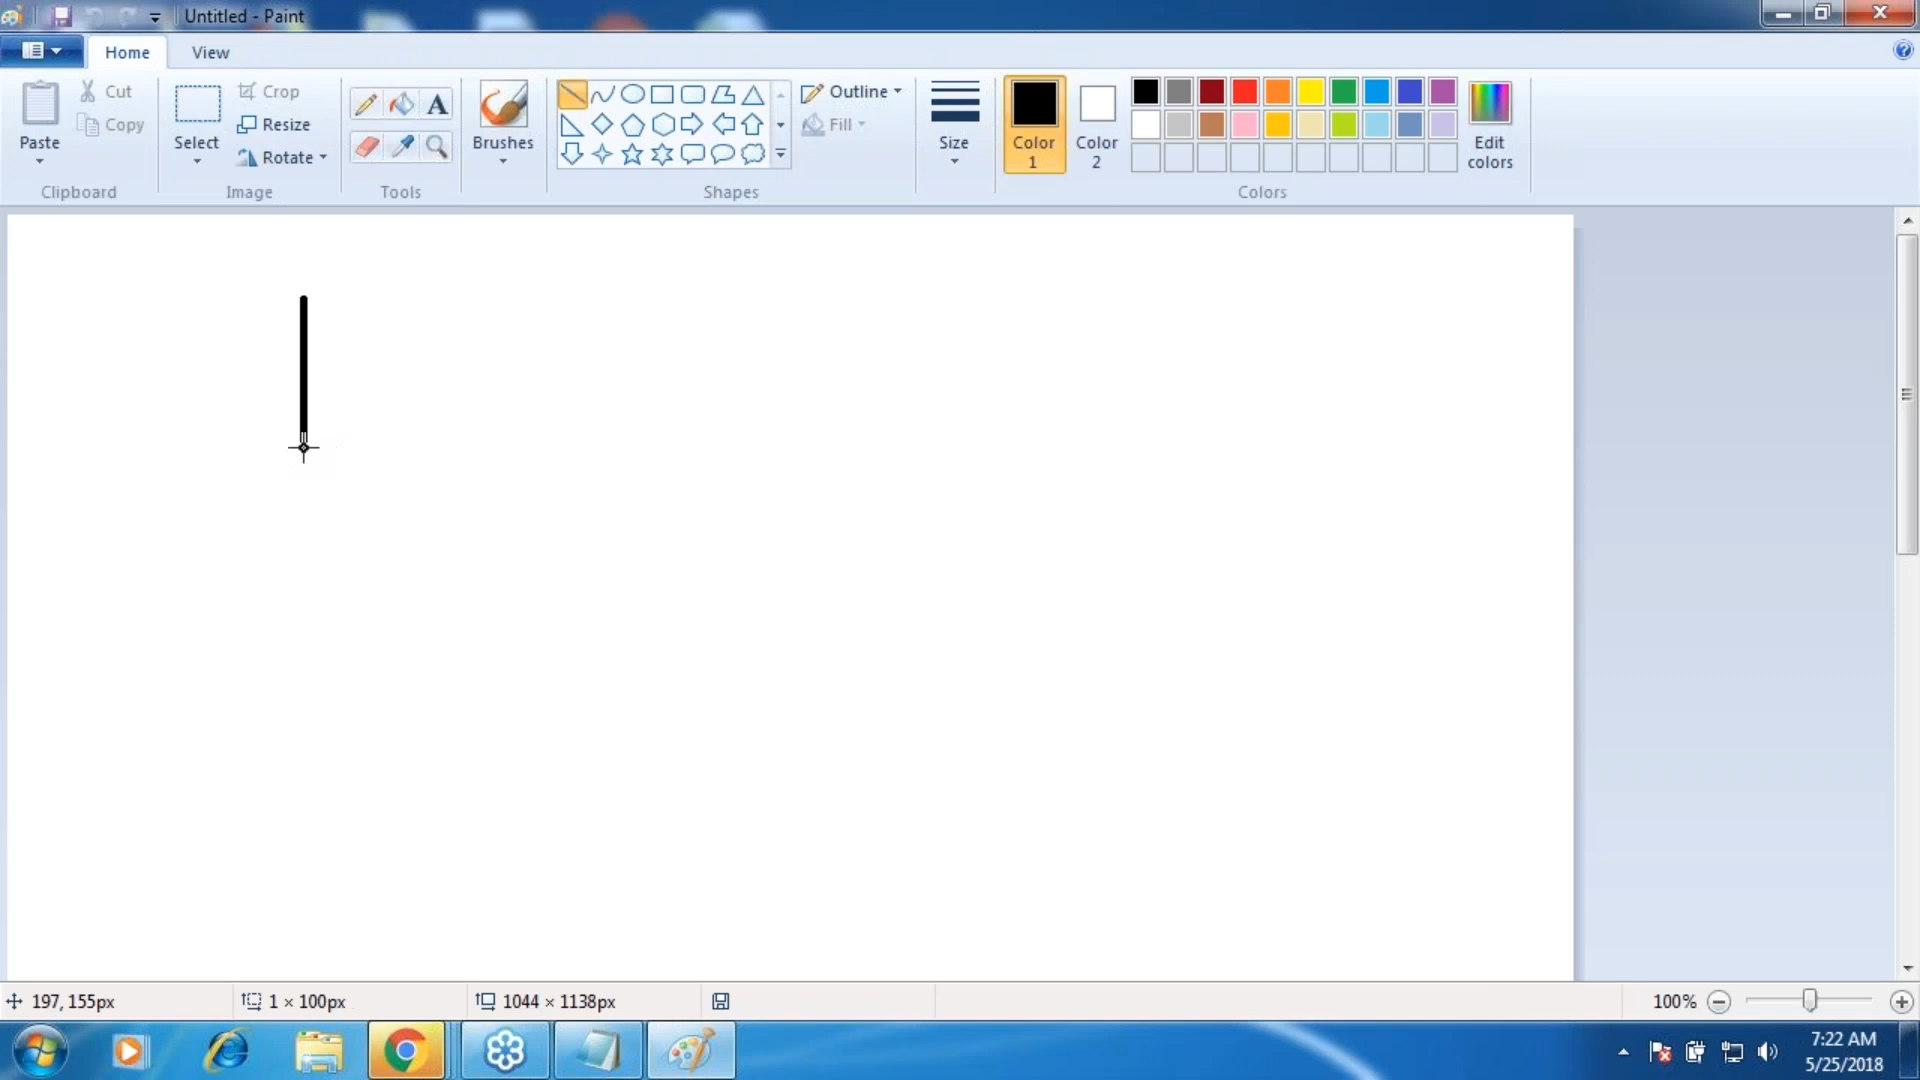 Untitled - Paint
Home
View
Paste
Cut
Copy
Clipboard
Select
Crop
Resize
Rotate
Image
A
Tools
Brushes
Outline
Fill
Shapes
Size
Color
1
Color
2
Edit
colors
Colors
197, 155px
1 × 100px
1044 × 1138px
100%
7:22 AM
5/25/2018